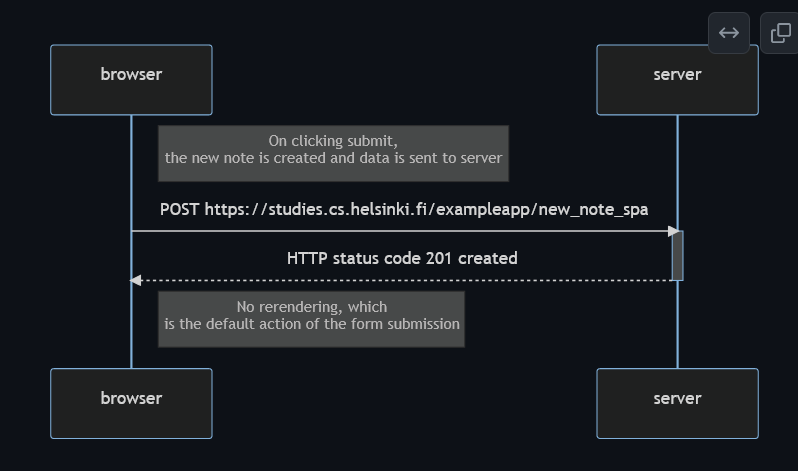 browser
server
On clicking submit,
the new note is created and data is sent to server
POST https://studies.cs.helsinki.fi/exampleapp/new_note_spa
HTTP status code 201 created
No rerendering, which
is the default action of the form submission
browser
server